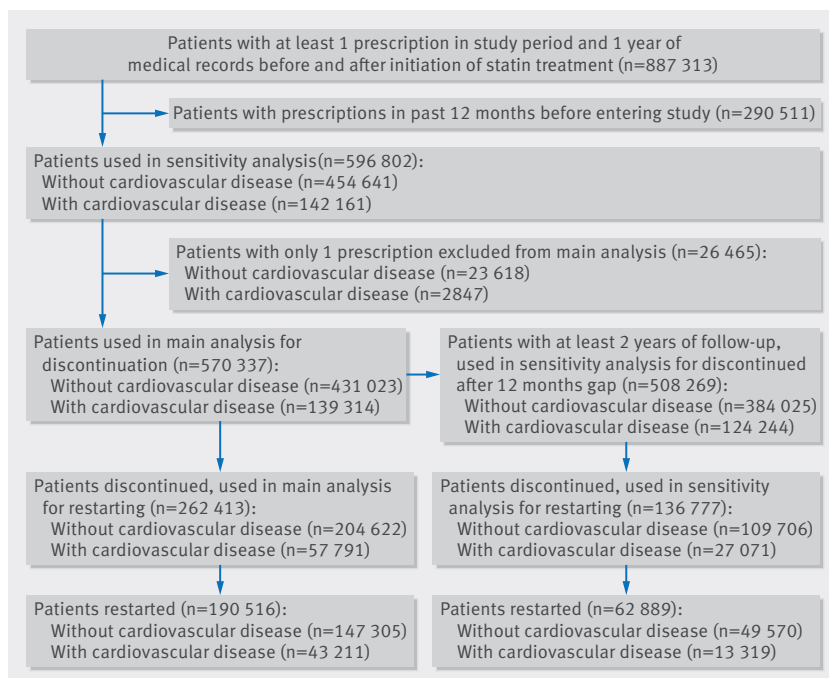 Patients with at least 1 prescription in study period and 1 year of
medical records before and after initiation of statin treatment (n=887 313)
Patients with prescriptions in past 12 months before entering study (n=290 511)
Patients used in sensitivity analysis(n=596 802):
Without cardiovascular disease (n=454 641)
With cardiovascular disease (n=142 161)
Patients with only 1 prescription excluded from main analysis (n=26 465):
Without cardiovascular disease (n=23 618)
With cardiovascular disease (n=2847)
Patients used in main analysis for
discontinuation (n=570 337):
Without cardiovascular disease (n=431 023)
With cardiovascular disease (n=139 314)
Patients with at least 2 years of follow-up,
used in sensitivity analysis for discontinued
after 12 months gap (n=508 269):
Without cardiovascular disease (n=384 025)
With cardiovascular disease (n=124 244)
Patients discontinued, used in main analysis
for restarting (n=262 413):
Without cardiovascular disease (n=204 622)
With cardiovascular disease (n=57 791)
Patients discontinued, used in sensitivity
analysis for restarting (n=136 777):
Without cardiovascular disease (n=109 706)
With cardiovascular disease (n=27 071)
Patients restarted (n=190 516):
Without cardiovascular disease (n=147 305)
With cardiovascular disease (n=43 211)
Patients restarted (n=62 889):
Without cardiovascular disease (n=49 570)
With cardiovascular disease (n=13 319)